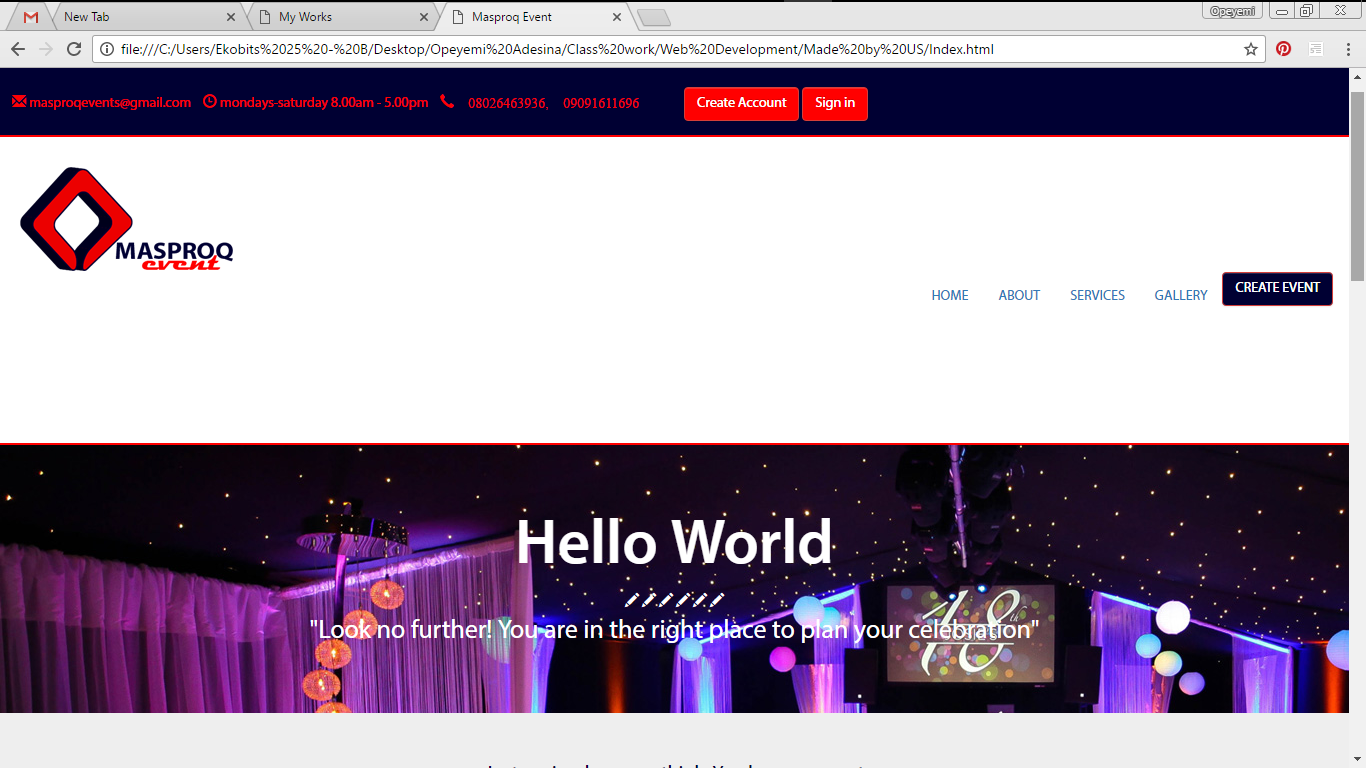 Opeyemi
New Tab
My Works
Masproq Event
file:///C:/Users/Ekobits%2025%20-%20B/Desktop/Opeyemi%20Adesina/Class%20work/Web%20Development/Made%20by%20US/Index.html
masproqevents@gmail.com mondays-saturday 8.00am - 5.00pm 08026463936, 09091611696 Create Account Sign in
MASPROQ
event
HOME ABOUT SERVICES GALLERY CREATE EVENT
Hello World
18th
"Look no further! You are in the right place to plan your celebration"